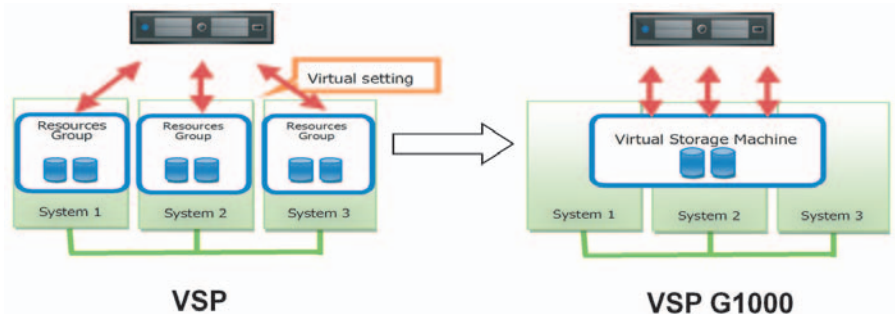 Virtual setting
Resources
Group
Resources
Group
Resources
Group
System 1
System 2
System 3
VSP
Virtual Storage Machine
System 1
System 2
System 3
VSP G1000